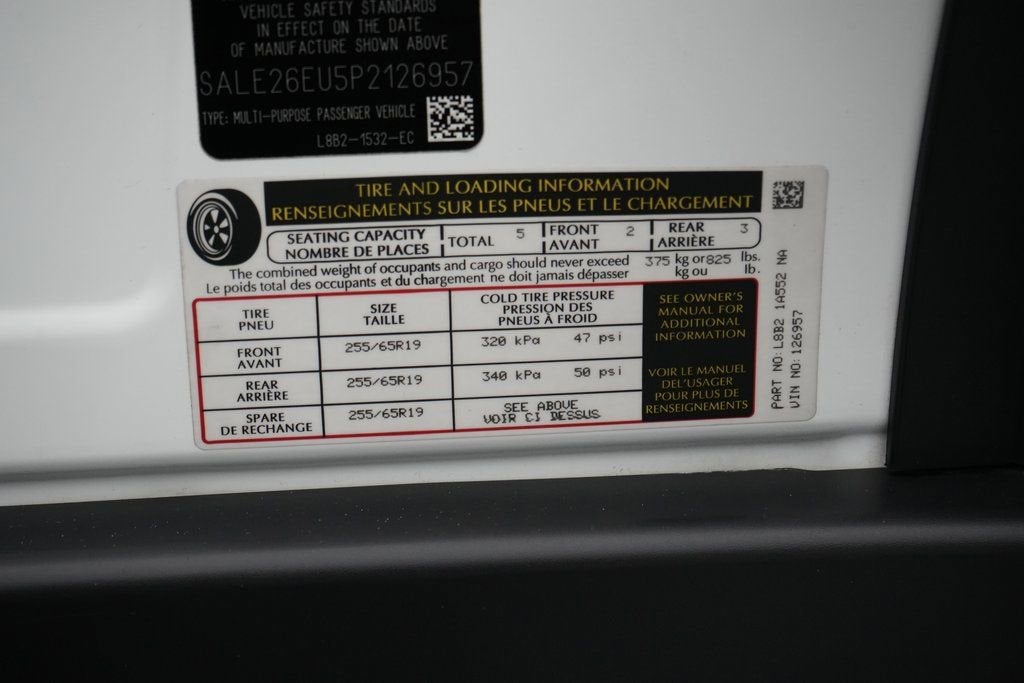 VEHICLE SAFETY STANDARDS
IN EFFECT ON THE DATE
OF MANUFACTURE SHOWN ABOVE
SALE26EU5P2126957
TYPE: MULTI-PURPOSE PASSENGER VEHICLE
L8B2-1532-EC
TIRE AND LOADING INFORMATION
RENSEIGNEMENTS SUR LES PNEUS ET LE CHARGEMENT
SEATING CAPACITY
NOMBRE DE PLACES
TOTAL 5
FRONT
AVANT
2
REAR
ARRIÈRE
3
The combined weight of occupants and cargo should never exceed 375 kg or 825 lbs.
Le poids total des occupants et du chargement ne doit jamais dépasser kg ou lb.
TIRE
PNEU
SIZE
TAILLE
COLD TIRE PRESSURE
PRESSION DES
PNEUS À FROID
FRONT
AVANT
255/65R19
320 kPa 47 psi
REAR
ARRIÈRE
255/65R19
340 kPa 50 psi
SPARE
DE RECHANGE
255/65R19
SEE ABOVE
VOIR CI DESSUS
SEE OWNER'S
MANUAL FOR
ADDITIONAL
INFORMATION
VOIR LE MANUEL
DEL'USAGER
POUR PLUS DE
RENSEIGNEMENTS
PART NO: L8B2 1A552 NA
VIN NO: 126957